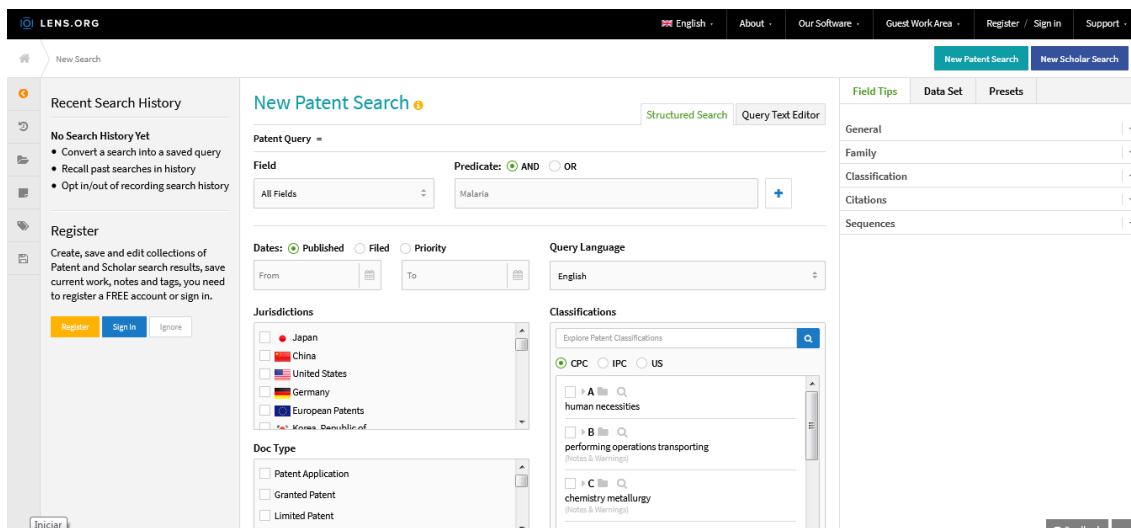 LENS.ORG
English
About
Our Software
Guest Work Area
Register / Sign in
Support
New Search
New Patent Search
New Scholar Search
Recent Search History
No Search History Yet
• Convert a search into a saved query
• Recall past searches in history
• Opt in/out of recording search history
Register
Create, save and edit collections of
Patent and Scholar search results, save
current work, notes and tags, you need
to register a FREE account or sign in.
Register
Sign In
Ignore
New Patent Search
Structured Search
Query Text Editor
Patent Query =
Field
Predicate: AND OR
All Fields
Malaria
Dates: Published Filed Priority
From
To
Query Language
English
Jurisdictions
Japan
China
United States
Germany
European Patents
Korea, Republic of
Doc Type
Patent Application
Granted Patent
Limited Patent
Classifications
Explore Patent Classifications
CPC IPC US
A
human necessities
B
performing operations transporting
(Notes & Warnings)
C
chemistry metallurgy
(Notes & Warnings)
Field Tips
Data Set
Presets
General
Family
Classification
Citations
Sequences
Iniciar